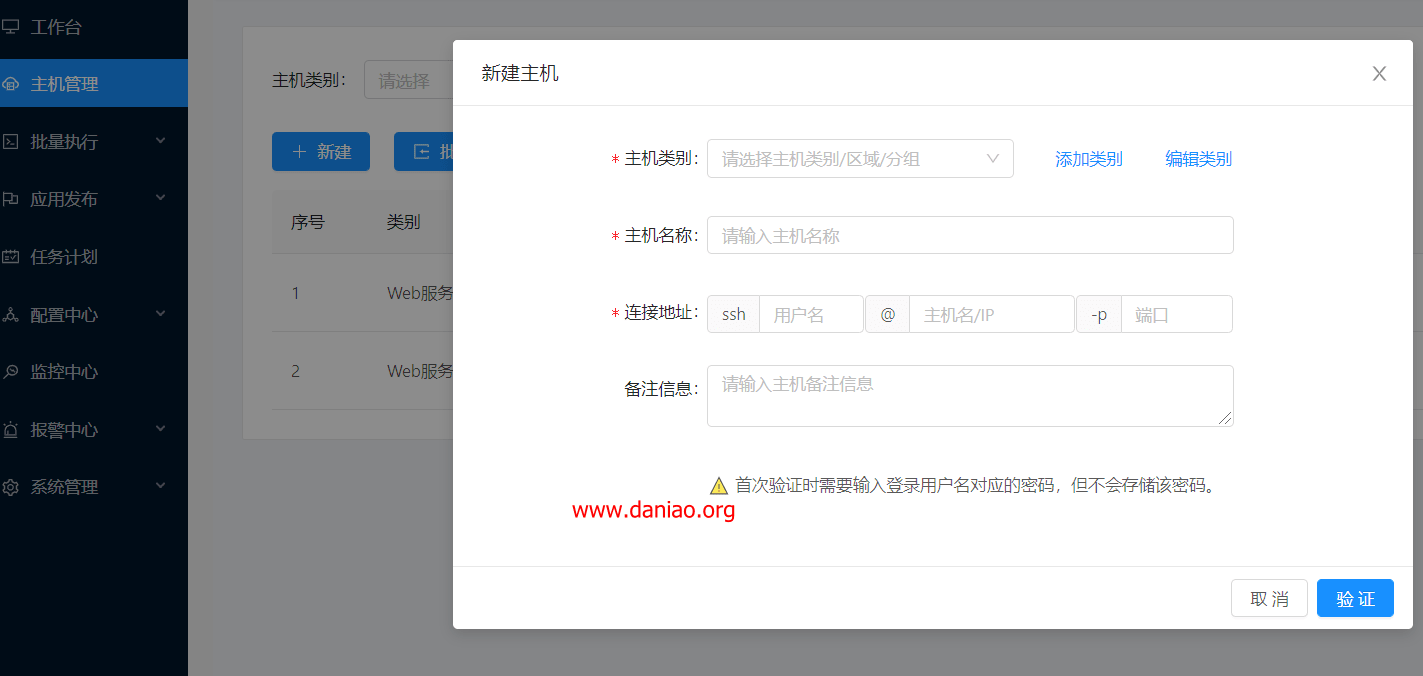 工作台
主机管理
批量执行
应用发布
任务计划
配置中心
监控中心
报警中心
系统管理
主机类别: 请选择
新建 批
序号 类别
1 Web服务
2 Web服务
新建主机
* 主机类别: 请选择主机类别/区域/分组 添加类别 编辑类别
* 主机名称: 请输入主机名称
* 连接地址: ssh 用户名 @ 主机名/IP -p 端口
备注信息: 请输入主机备注信息
首次验证时需要输入登录用户名对应的密码，但不会存储该密码。
www.daniao.org
取 消 验 证